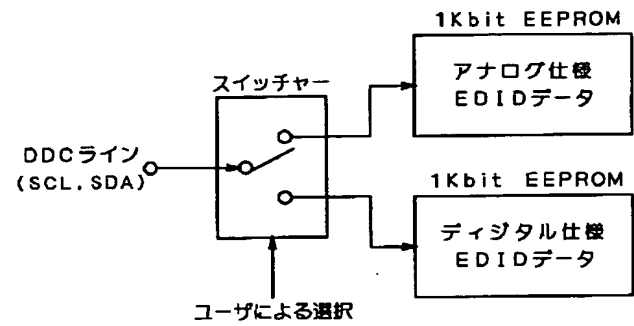 1Kbit EEPROM
アナログ仕様
EDIDデータ
スイッチャー
DDCライン
(SCL,SDA)
1Kbit EEPROM
ディジタル仕様
EDIDデータ
ユーザによる選択